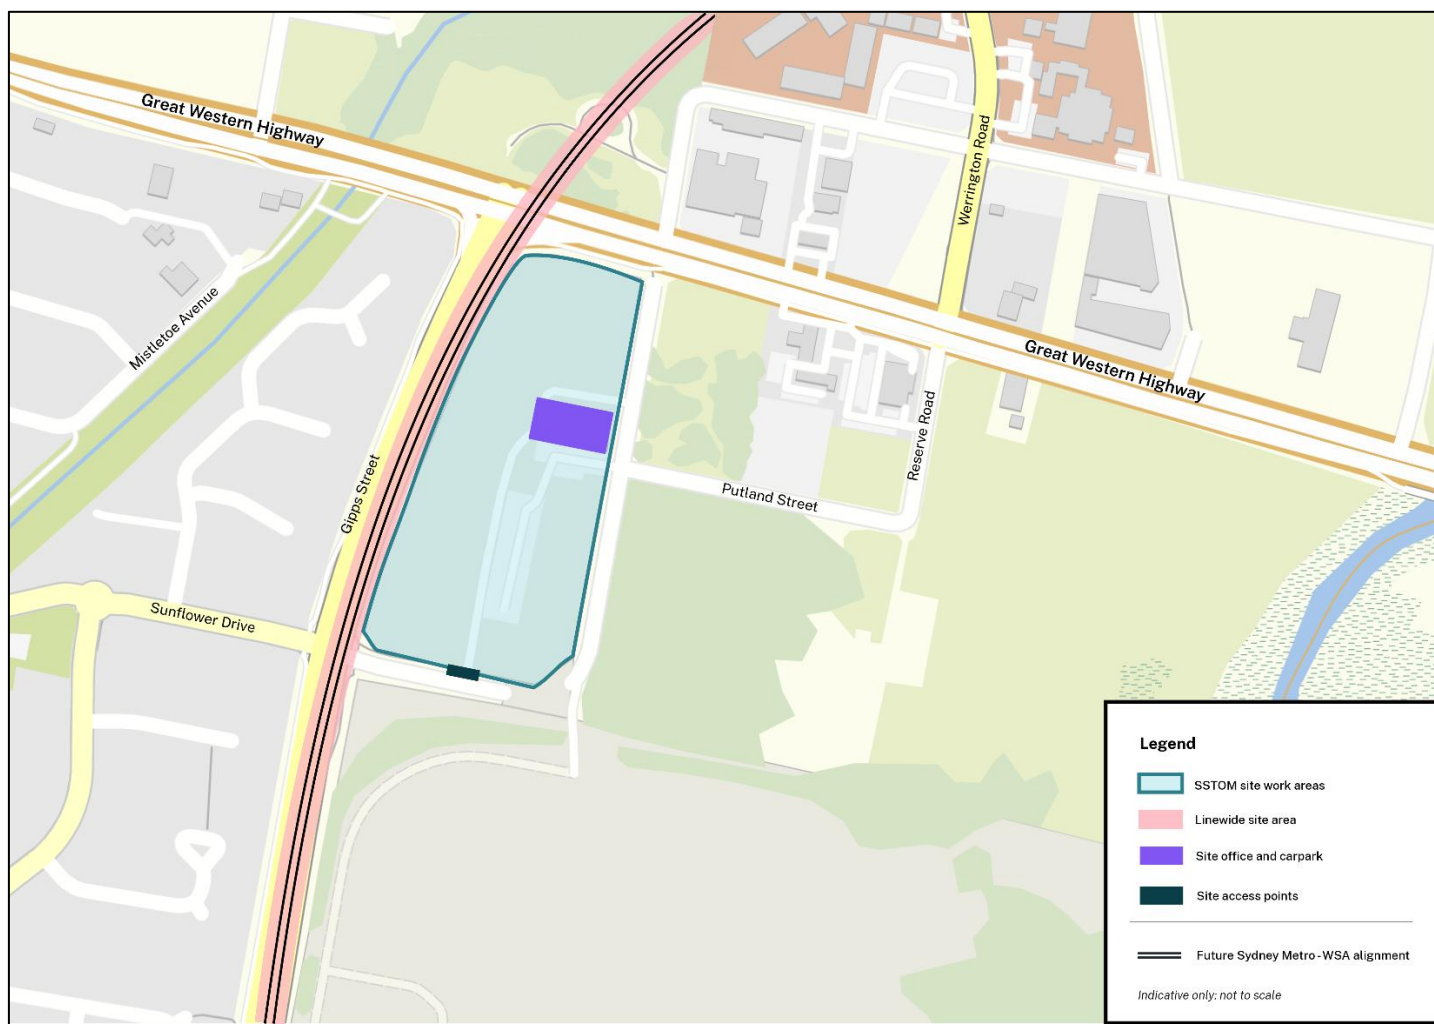 Great Western Highway
Werrington Road
Mistletoe Avenue
Great Western Highway
Gipps Street
Reserve Road
Putland Street
Sunflower Drive
Legend
SSTOM site work areas
Linewide site area
Site office and carpark
Site access points
Future Sydney Metro - WSA alignment
Indicative only: not to scale